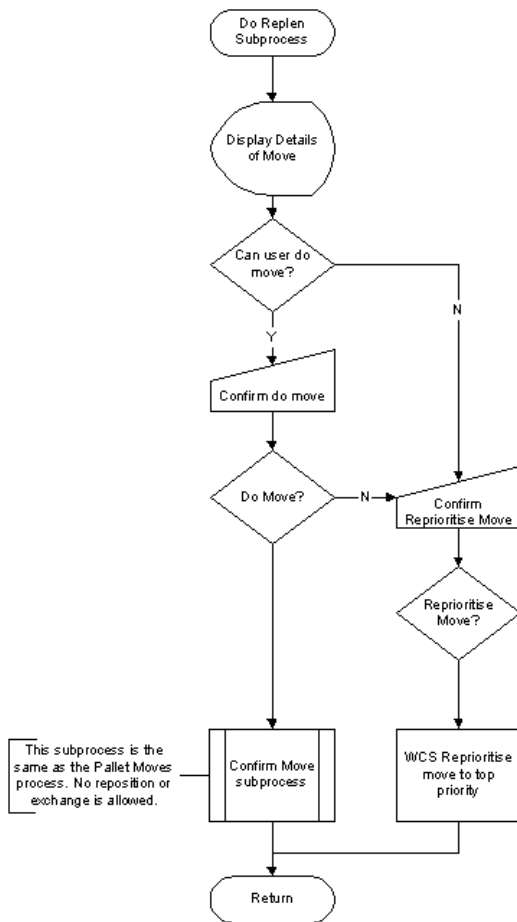 Do Replen
Subprocess
Display Details
of Move
Can user do
move?
N
Y
Confirm do move
Do Move?
N
Confirm
Reprioritise Move
Reprioritise
Move?
This subprocess is the
same as the Pallet Moves
process. No reposition or
exchange is allowed.
Confirm Move
subprocess
WCS Reprioritise
move to top
priority
Return